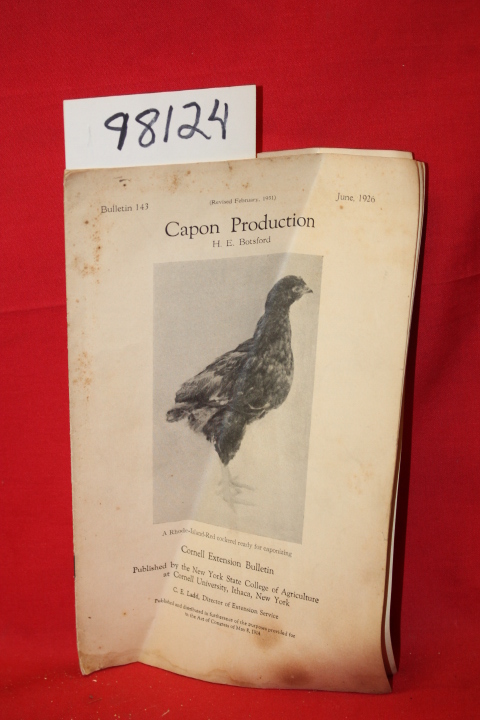 98124
Bulletin 143
(Revised February, 1931)
June, 1926
Capon Production
H. E. Botsford
A Rhode-Island-Red cockerel ready for caponizing
Cornell Extension Bulletin
Published by the New York State College of Agriculture
at Cornell University, Ithaca, New York
C. E. Ladd, Director of Extension Service
Published and distributed in furtherance of the purposes provided for
in the Act of Congress of May 8, 1914